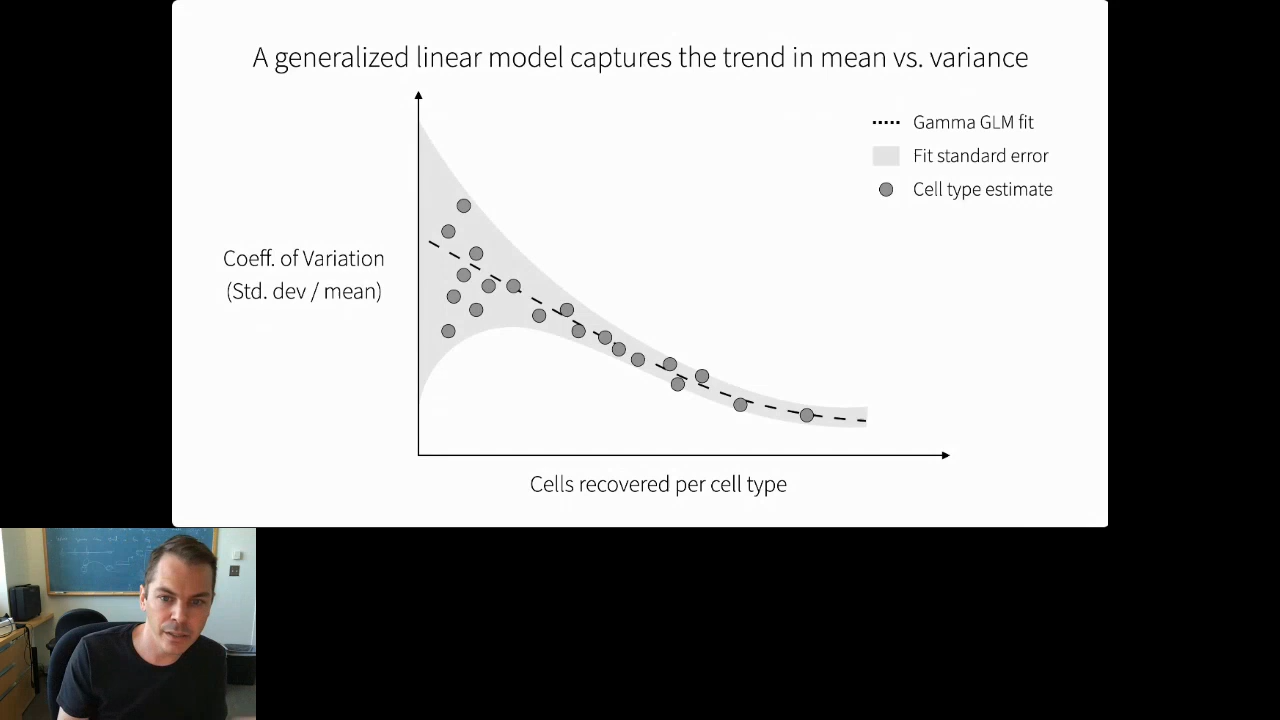 A generalized linear model captures the trend in mean vs. variance
Gamma GLM fit
Fit standard error
Cell type estimate
Coeff. of Variation
(Std. dev / mean)
Cells recovered per cell type